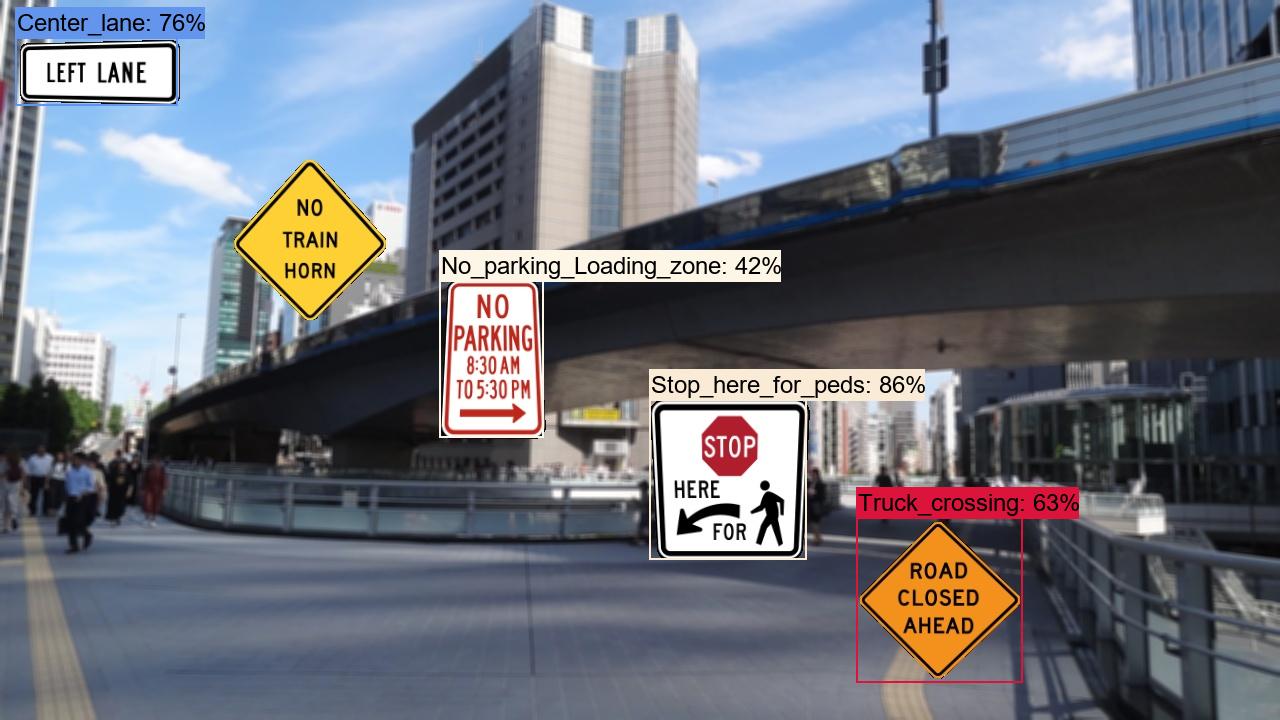 Center_lane: 76%
LEFT LANE
NO
TRAIN
HORN
No_parking_Loading_zone: 42%
NO
PARKING
8:30 AM
TO 5:30 PM
Stop_here_for_peds: 86%
STOP
HERE
FOR
Truck_crossing: 63%
ROAD
CLOSED
AHEAD